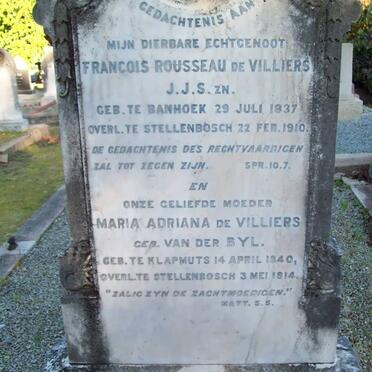 GEDACHTENIS AAN
MIJN DIERBARE ECHTGENOOT
FRANCOIS ROUSSEAU DE VILLIERS
J.J.S. ZN.
GEB. TE BANHOEK 29 JULI 1837
OVERL. TE STELLENBOSCH 22 FEB. 1910.
DE GEDACHTENIS DES RECHTVAARDIGEN
ZAL TOT ZEGEN ZIJN. SPR. 10.7.
EN
ONZE GELIEFDE MOEDER
MARIA ADRIANA DE VILLIERS
GEB. VAN DER BYL.
GEB. TE KLAPMUTS 14 APRIL 1840,
OVERL. TE STELLENBOSCH 3 MEI 1914.
"ZALIG ZYN DE ZACHTMOEDIGEN."
MATT. 5.5.